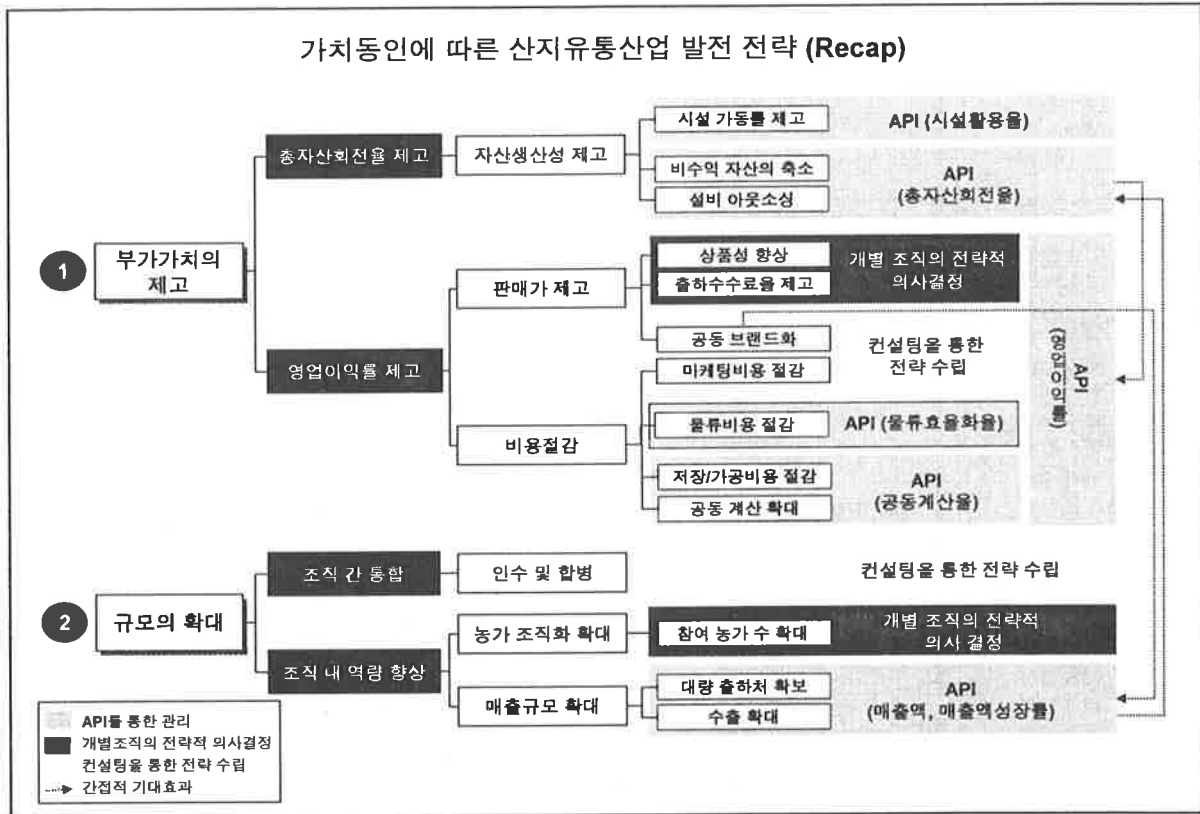 가치동인에 따른 산지유통산업 발전 전략 (Recap)
시설 가동률 제고
API (시설활용율)
총자산회전율 제고
자산생산성 제고
비수익 자산의 축소
API
(총자산회전율)
설비 아웃소싱
1
부가가치의
제고
상품성 향상
개별 조직의 전략적
의사결정
판매가 제고
출하수수료율 제고
공동 브랜드화
컨설팅을 통한
전략 수립
영업이익률 제고
마케팅비용 절감
API
(영업이익률)
물류비용 절감
API (물류효율화율)
비용절감
저장/가공비용 절감
API
(공동계산율)
공동 계산 확대
조직 간 통합
인수 및 합병
컨설팅을 통한 전략 수립
2
규모의 확대
농가 조직화 확대
참여 농가 수 확대
개별 조직의 전략적
의사 결정
조직 내 역량 향상
매출규모 확대
대량 출하처 확보
API
(매출액, 매출액성장률)
수출 확대
API를 통한 관리
개별조직의 전략적 의사결정
컨설팅을 통한 전략 수립
간접적 기대효과